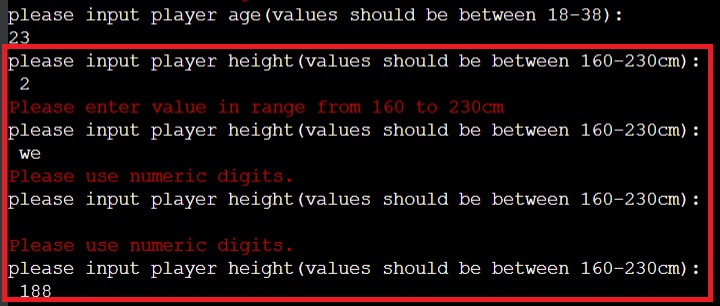 please input player age(values should be between 18-38):
23
please input player height(values should be between 160-230cm):
2
Please enter value in range from 160 to 230cm
please input player height(values should be between 160-230cm):
we
Please use numeric digits.
please input player height(values should be between 160-230cm):
Please use numeric digits.
please input player height(values should be between 160-230cm):
188